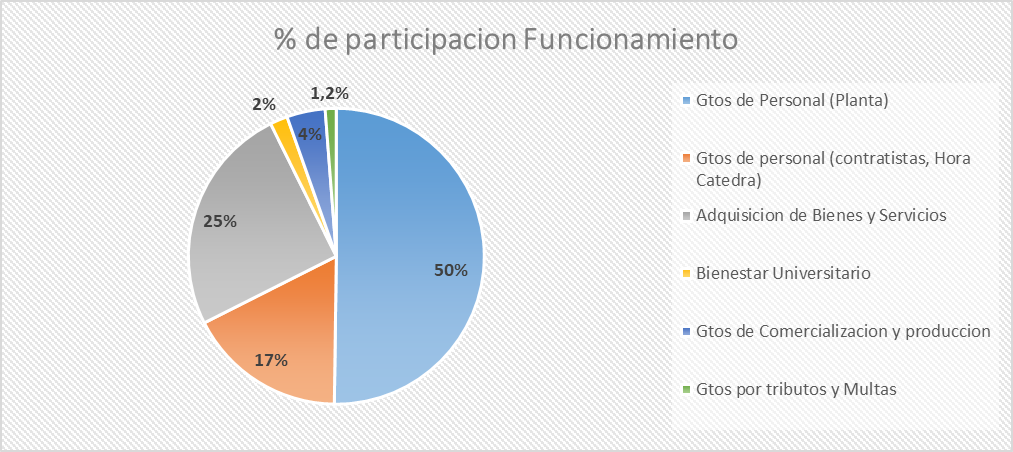 % de participacion Funcionamiento
1,2%
2%
4%
25%
50%
17%
Gtos de Personal (Planta)
Gtos de personal (contratistas, Hora
Catedra)
Adquisicion de Bienes y Servicios
Bienestar Universitario
Gtos de Comercializacion y produccion
Gtos por tributos y Multas